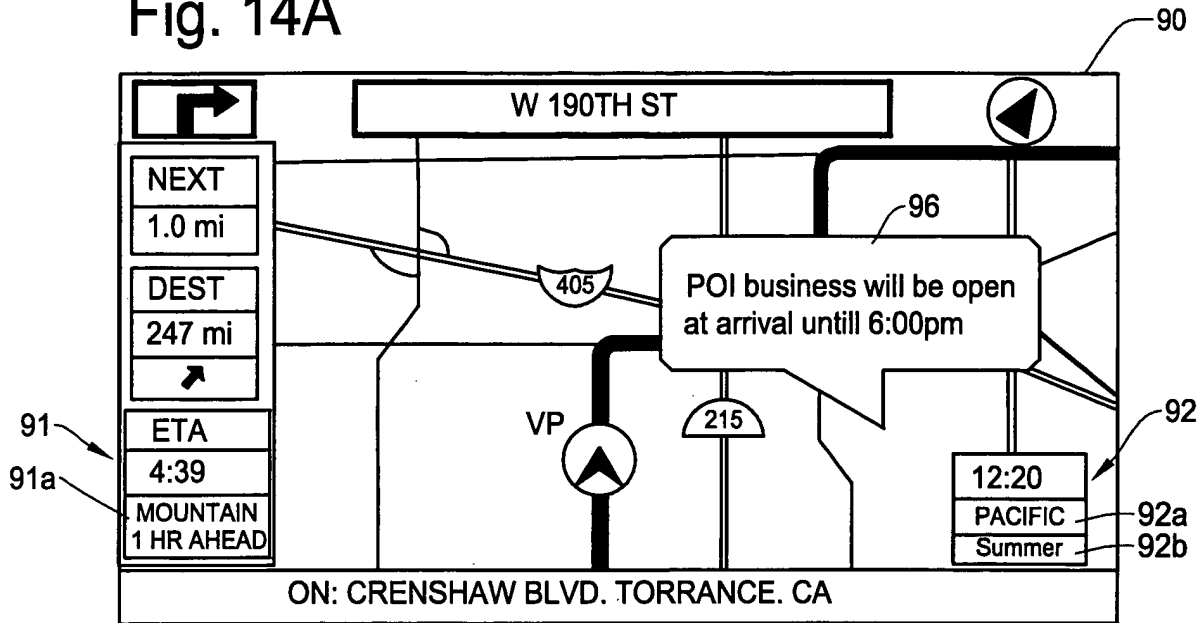 Fig. 14A
90
W 190TH ST
NEXT
1.0 mi
96
DEST
247 mi
405
POI business will be open
at arrival untill 6:00pm
VP
215
91
ETA
4:39
91a
MOUNTAIN
1 HR AHEAD
92
12:20
PACIFIC
92a
Summer
92b
ON: CRENSHAW BLVD. TORRANCE. CA